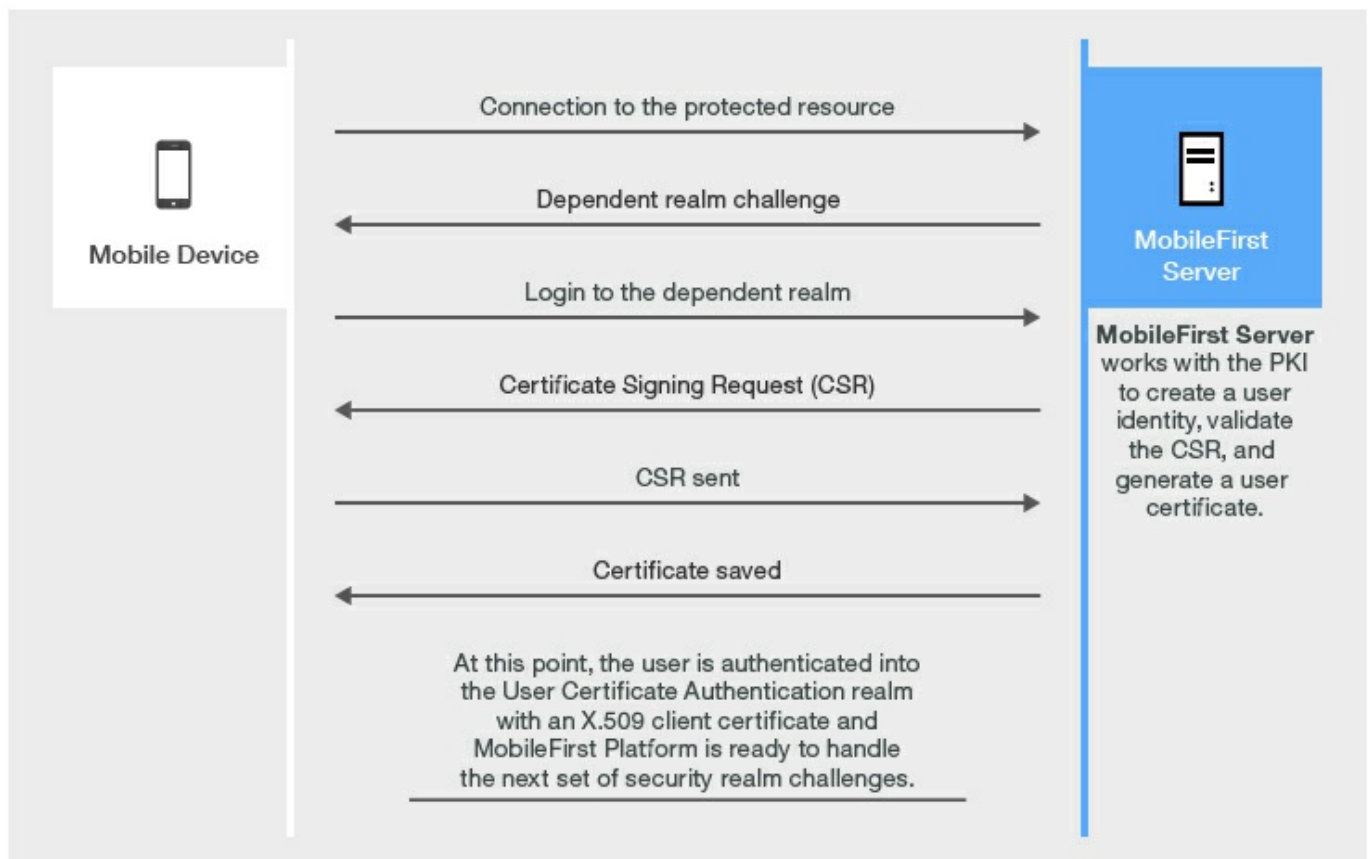 Connection to the protected resource
Dependent realm challenge
Mobile Device
MobileFirst
Server
Login to the dependent realm
MobileFirst Server
works with the PKI
to create a user
identity, validate
the CSR, and
generate a user
certificate.
Certificate Signing Request (CSR)
CSR sent
Certificate saved
At this point, the user is authenticated into
the User Certificate Authentication realm
with an X.509 client certificate and
MobileFirst Platform is ready to handle
the next set of security realm challenges.